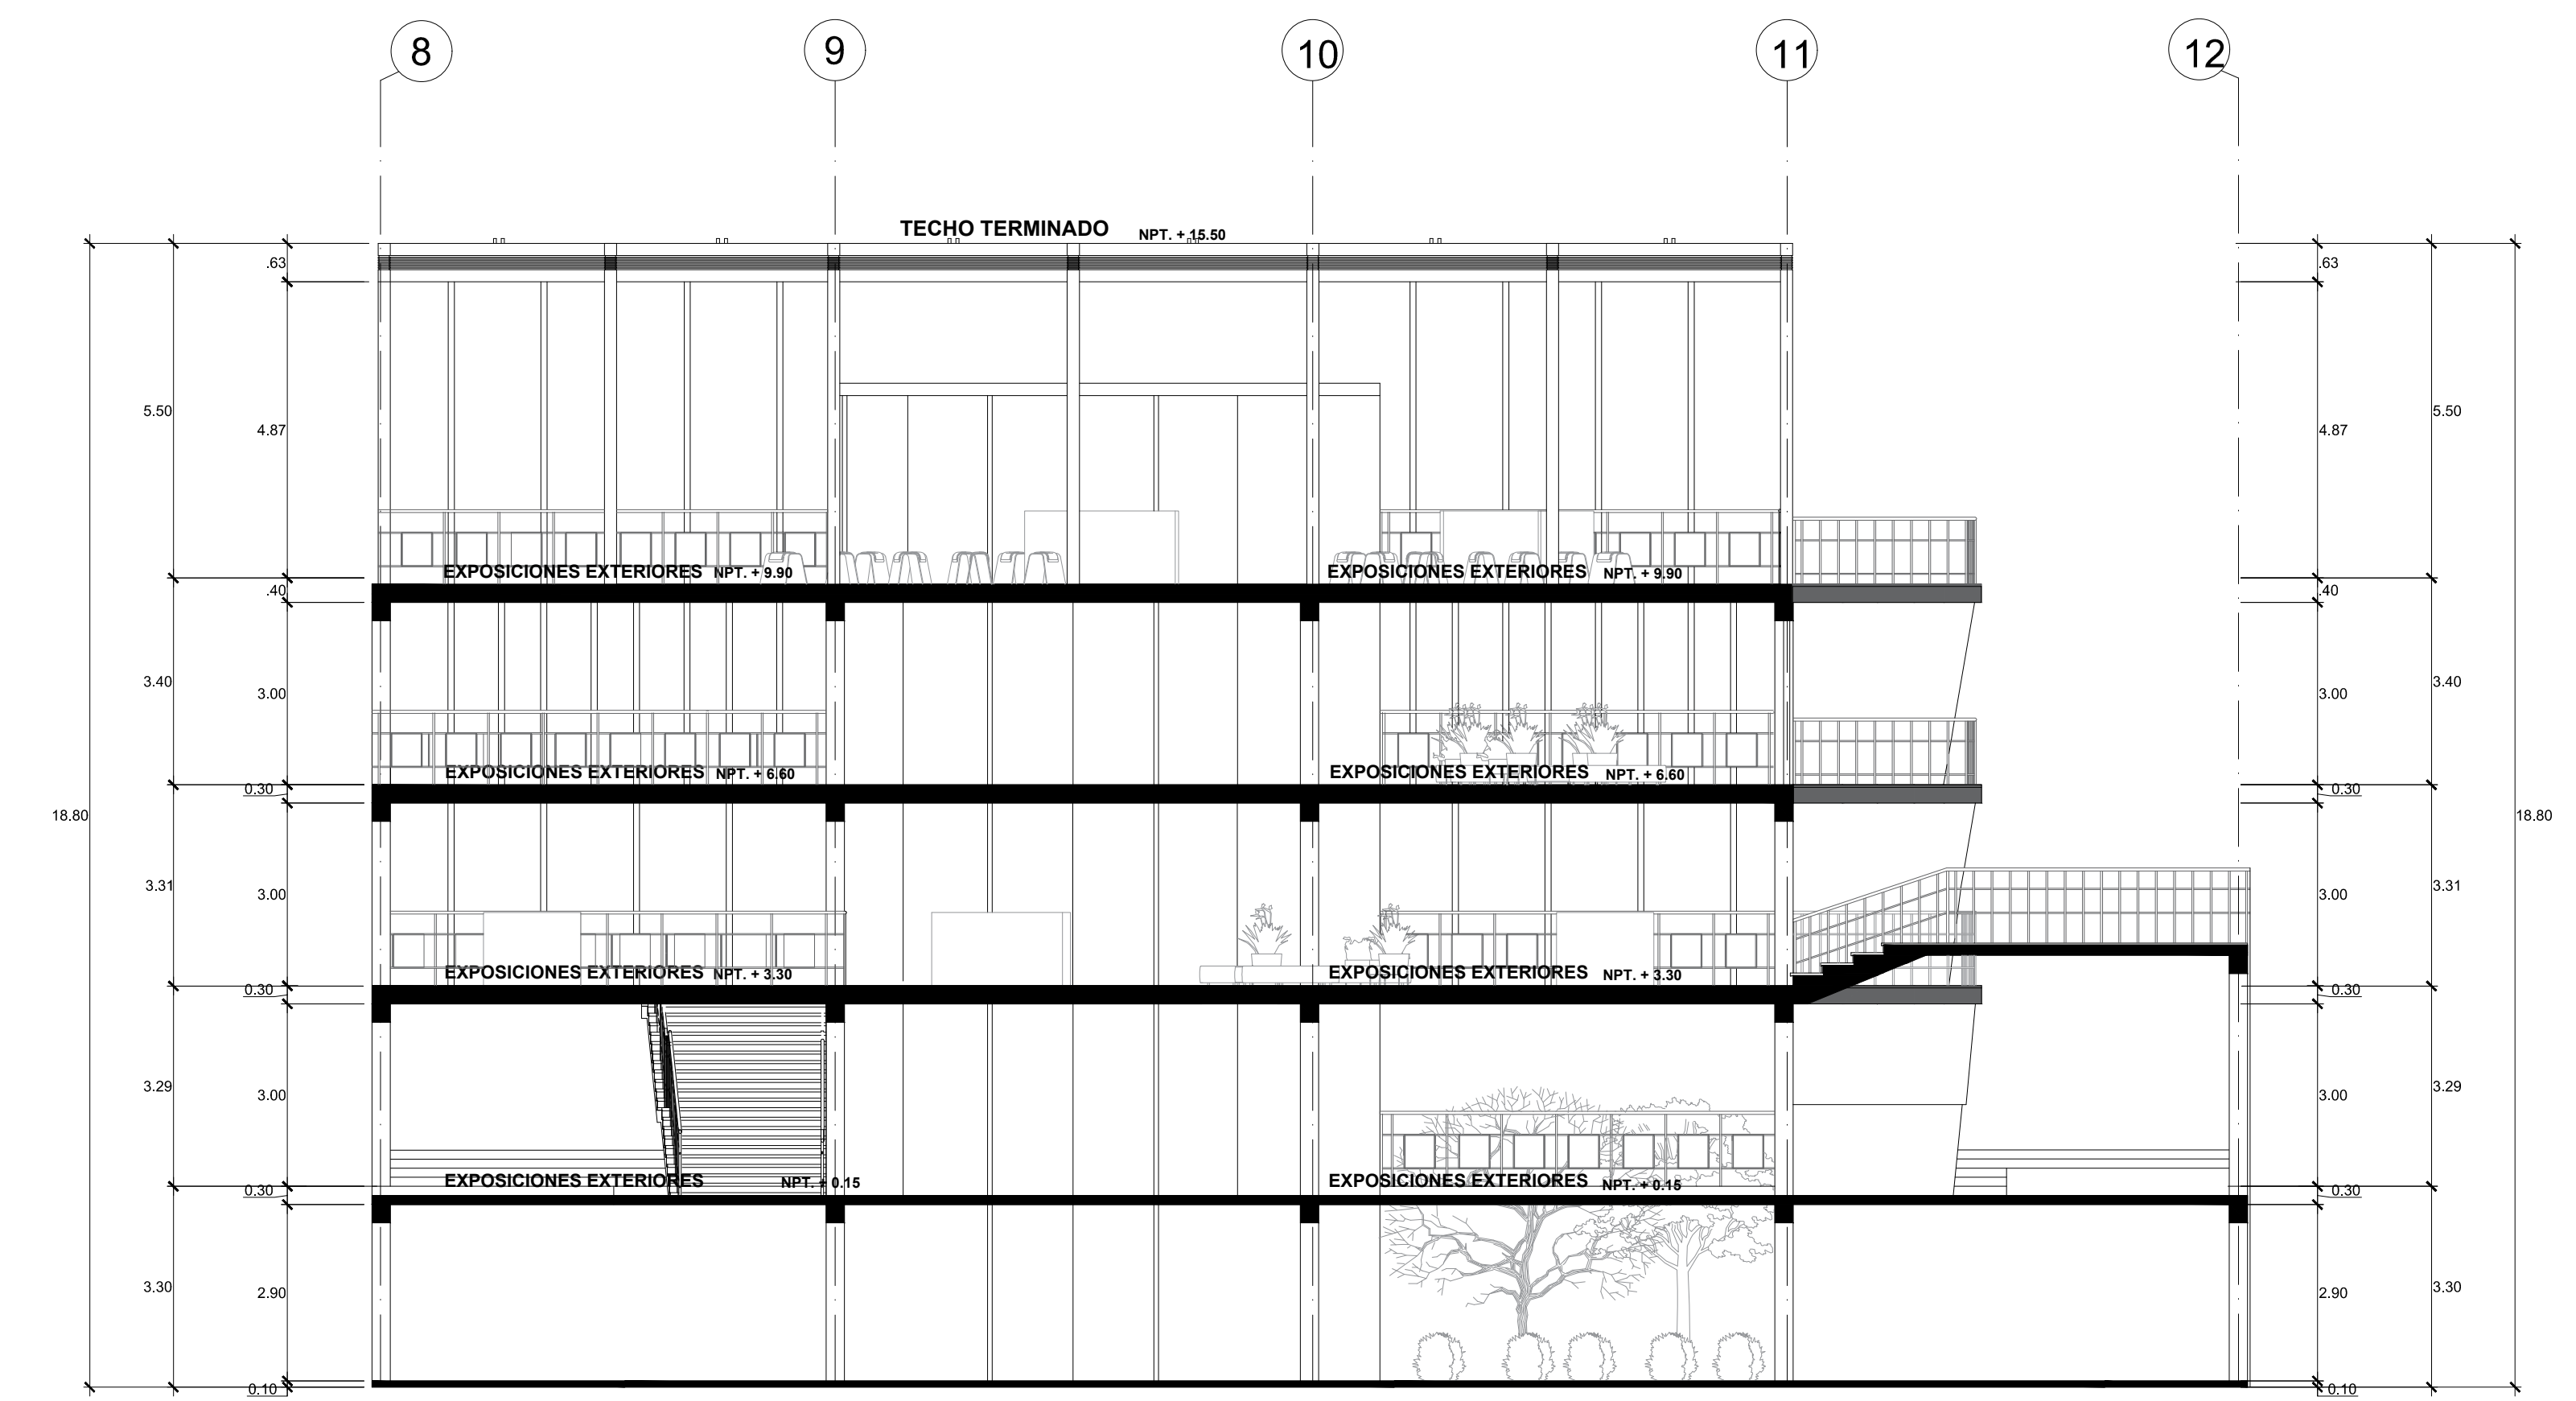 8 9 10 11 12
TECHO TERMINADO NPT. + 15.50
.63 .63
5.50 5.50
4.87 4.87
EXPOSICIONES EXTERIORES NPT. + 9.90 EXPOSICIONES EXTERIORES NPT. + 9.90
.40 .40
3.40 3.40
3.00 3.00
EXPOSICIONES EXTERIORES NPT. + 6.60 EXPOSICIONES EXTERIORES NPT. + 6.60
0.30 0.30
18.80 18.80
3.31 3.31
3.00 3.00
EXPOSICIONES EXTERIORES NPT. + 3.30 EXPOSICIONES EXTERIORES NPT. + 3.30
0.30 0.30
3.29 3.29
3.00 3.00
EXPOSICIONES EXTERIORES NPT. + 0.15 EXPOSICIONES EXTERIORES NPT. + 0.15
0.30 0.30
3.30 3.30
2.90 2.90
0.10 0.10